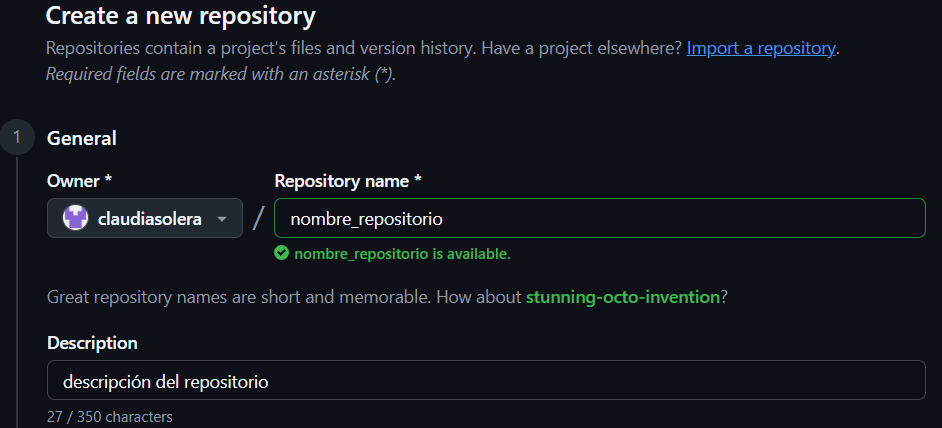 Create a new repository
Repositories contain a project's files and version history. Have a project elsewhere? Import a repository.
Required fields are marked with an asterisk (*).
1
General
Owner *
Repository name *
claudiasolera
/
nombre_repositorio
nombre_repositorio is available.
Great repository names are short and memorable. How about stunning-octo-invention?
Description
descripción del repositorio
27 / 350 characters